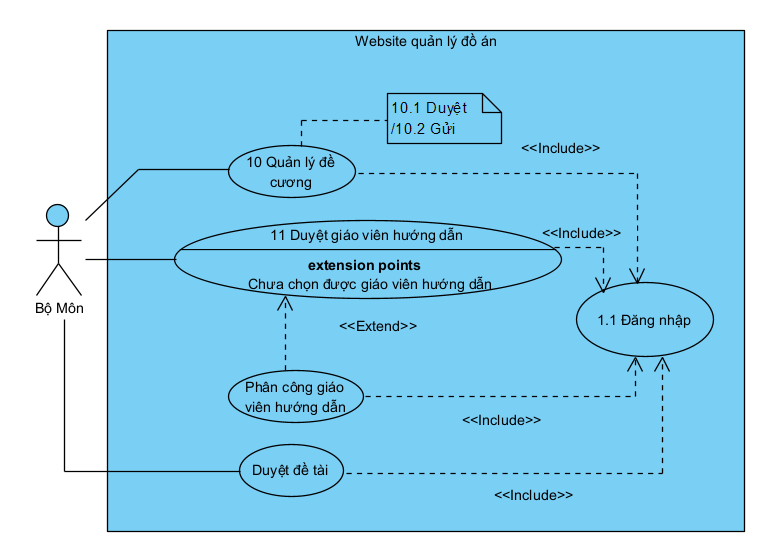 Website quản lý đồ án
10.1 Duyệt
/10.2 Gửi
<<Include>>
10 Quản lý đề
cương
11 Duyệt giáo viên hướng dẫn
<<Include>>
extension points
Chưa chọn được giáo viên hướng dẫn
Bộ Môn
<<Extend>>
1.1 Đăng nhập
Phân công giáo
viên hướng dẫn
<<Include>>
Duyệt đề tài
<<Include>>